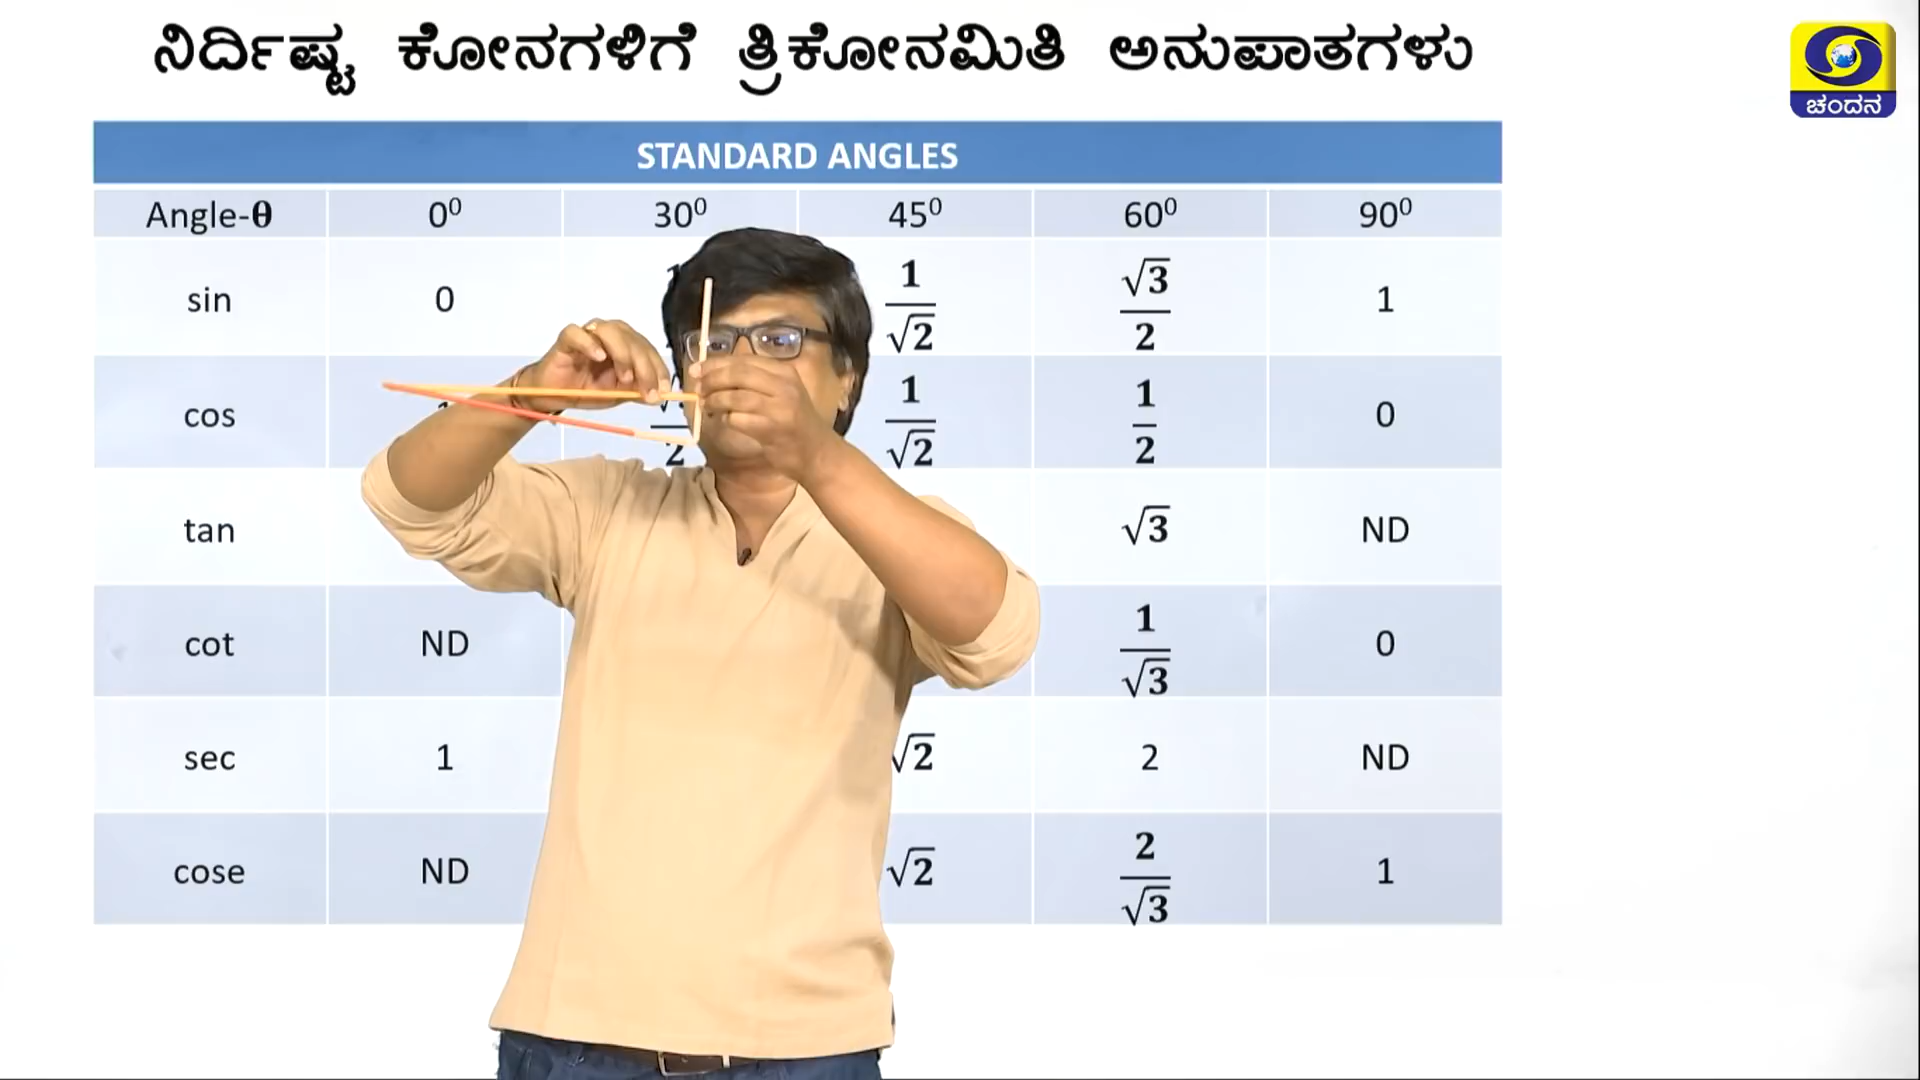 ನಿರ್ದಿಷ್ಟ ಕೋನಗಳಿಗೆ ತ್ರಿಕೋನಮಿತಿ ಅನುಪಾತಗಳು
ಚಂದನ
STANDARD ANGLES
Angle-θ 0⁰ 30⁰ 45⁰ 60⁰ 90⁰
sin 0 1/√2 √3/2 1
cos 1/√2 1/2 0
tan √3 ND
cot ND 1/√3 0
sec 1 √2 2 ND
cose ND √2 2/√3 1